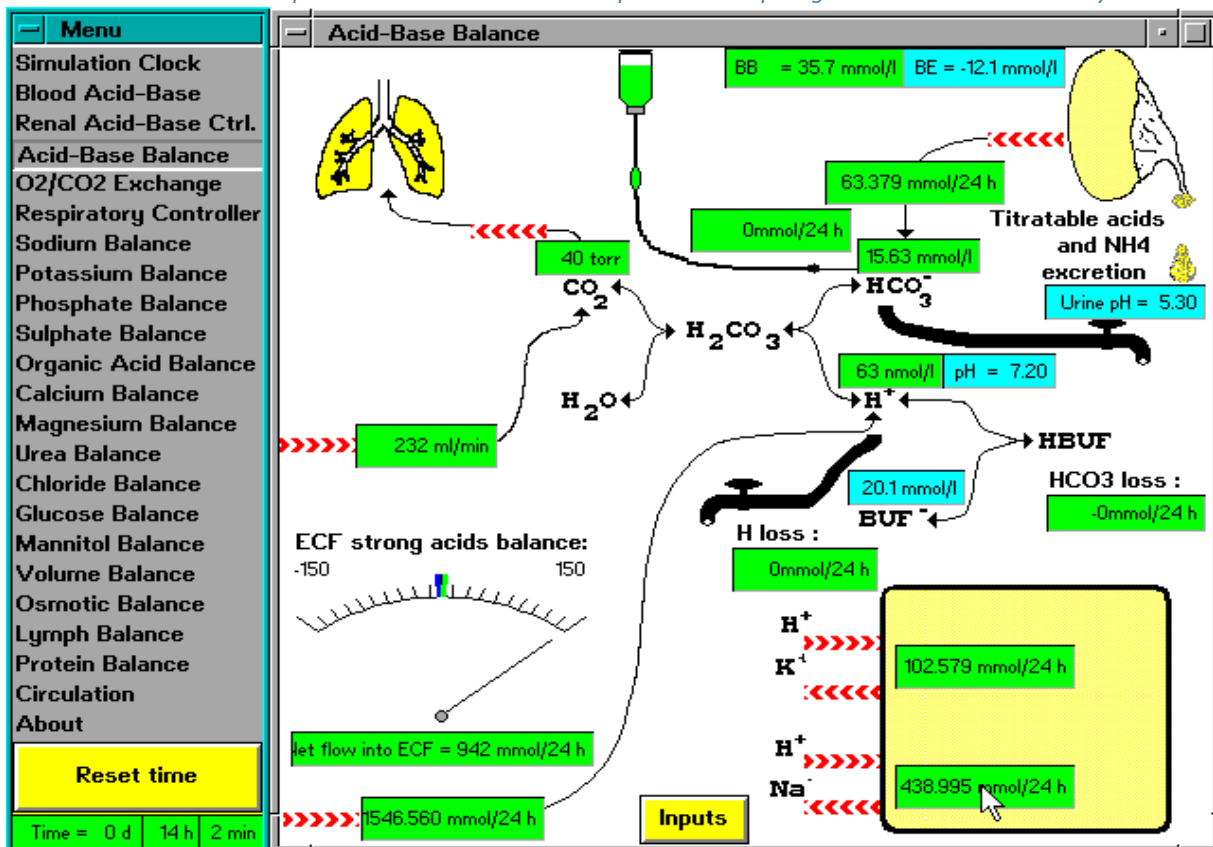 Menu
Simulation Clock
Blood Acid-Base
Renal Acid-Base Ctrl.
Acid-Base Balance
O2/CO2 Exchange
Respiratory Controller
Sodium Balance
Potassium Balance
Phosphate Balance
Sulphate Balance
Organic Acid Balance
Calcium Balance
Magnesium Balance
Urea Balance
Chloride Balance
Glucose Balance
Mannitol Balance
Volume Balance
Osmotic Balance
Lymph Balance
Protein Balance
Circulation
About
Reset time
Time = 0 d 14 h 2 min
Acid-Base Balance
BB = 35.7 mmol/l BE = -12.1 mmol/l
63.379 mmol/24 h
0mmol/24 h
Titratable acids
and NH4
excretion
40 torr
15.63 mmol/l
Urine pH = 5.30
CO2
HCO3-
H2CO3
63 nmol/l pH = 7.20
H2O
H+
232 ml/min
HBUF
20.1 mmol/l
BUF-
HCO3 loss :
-0mmol/24 h
H loss :
0mmol/24 h
ECF strong acids balance:
-150 150
H+
K+
102.579 mmol/24 h
let flow into ECF = 942 mmol/24 h
H+
Na
438.995 mmol/24 h
1546.560 mmol/24 h
Inputs